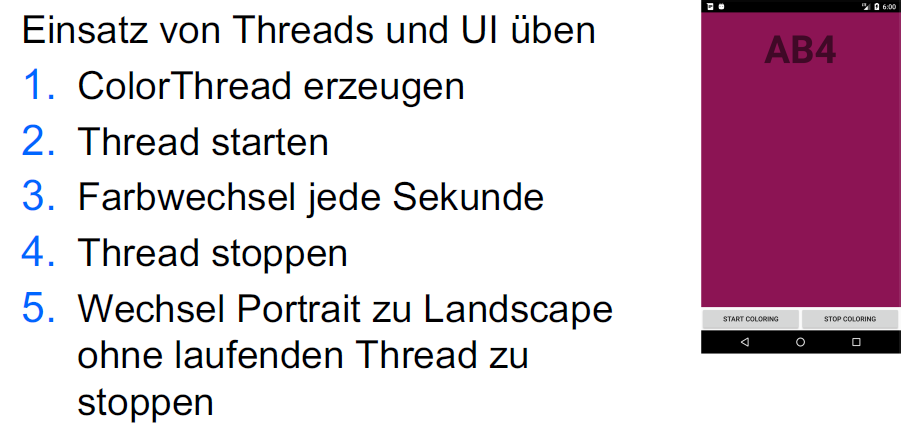 Einsatz von Threads und UI üben
1. ColorThread erzeugen
2. Thread starten
3. Farbwechsel jede Sekunde
4. Thread stoppen
5. Wechsel Portrait zu Landscape
ohne laufenden Thread zu
stoppen
6:00
AB4
START COLORING
STOP COLORING